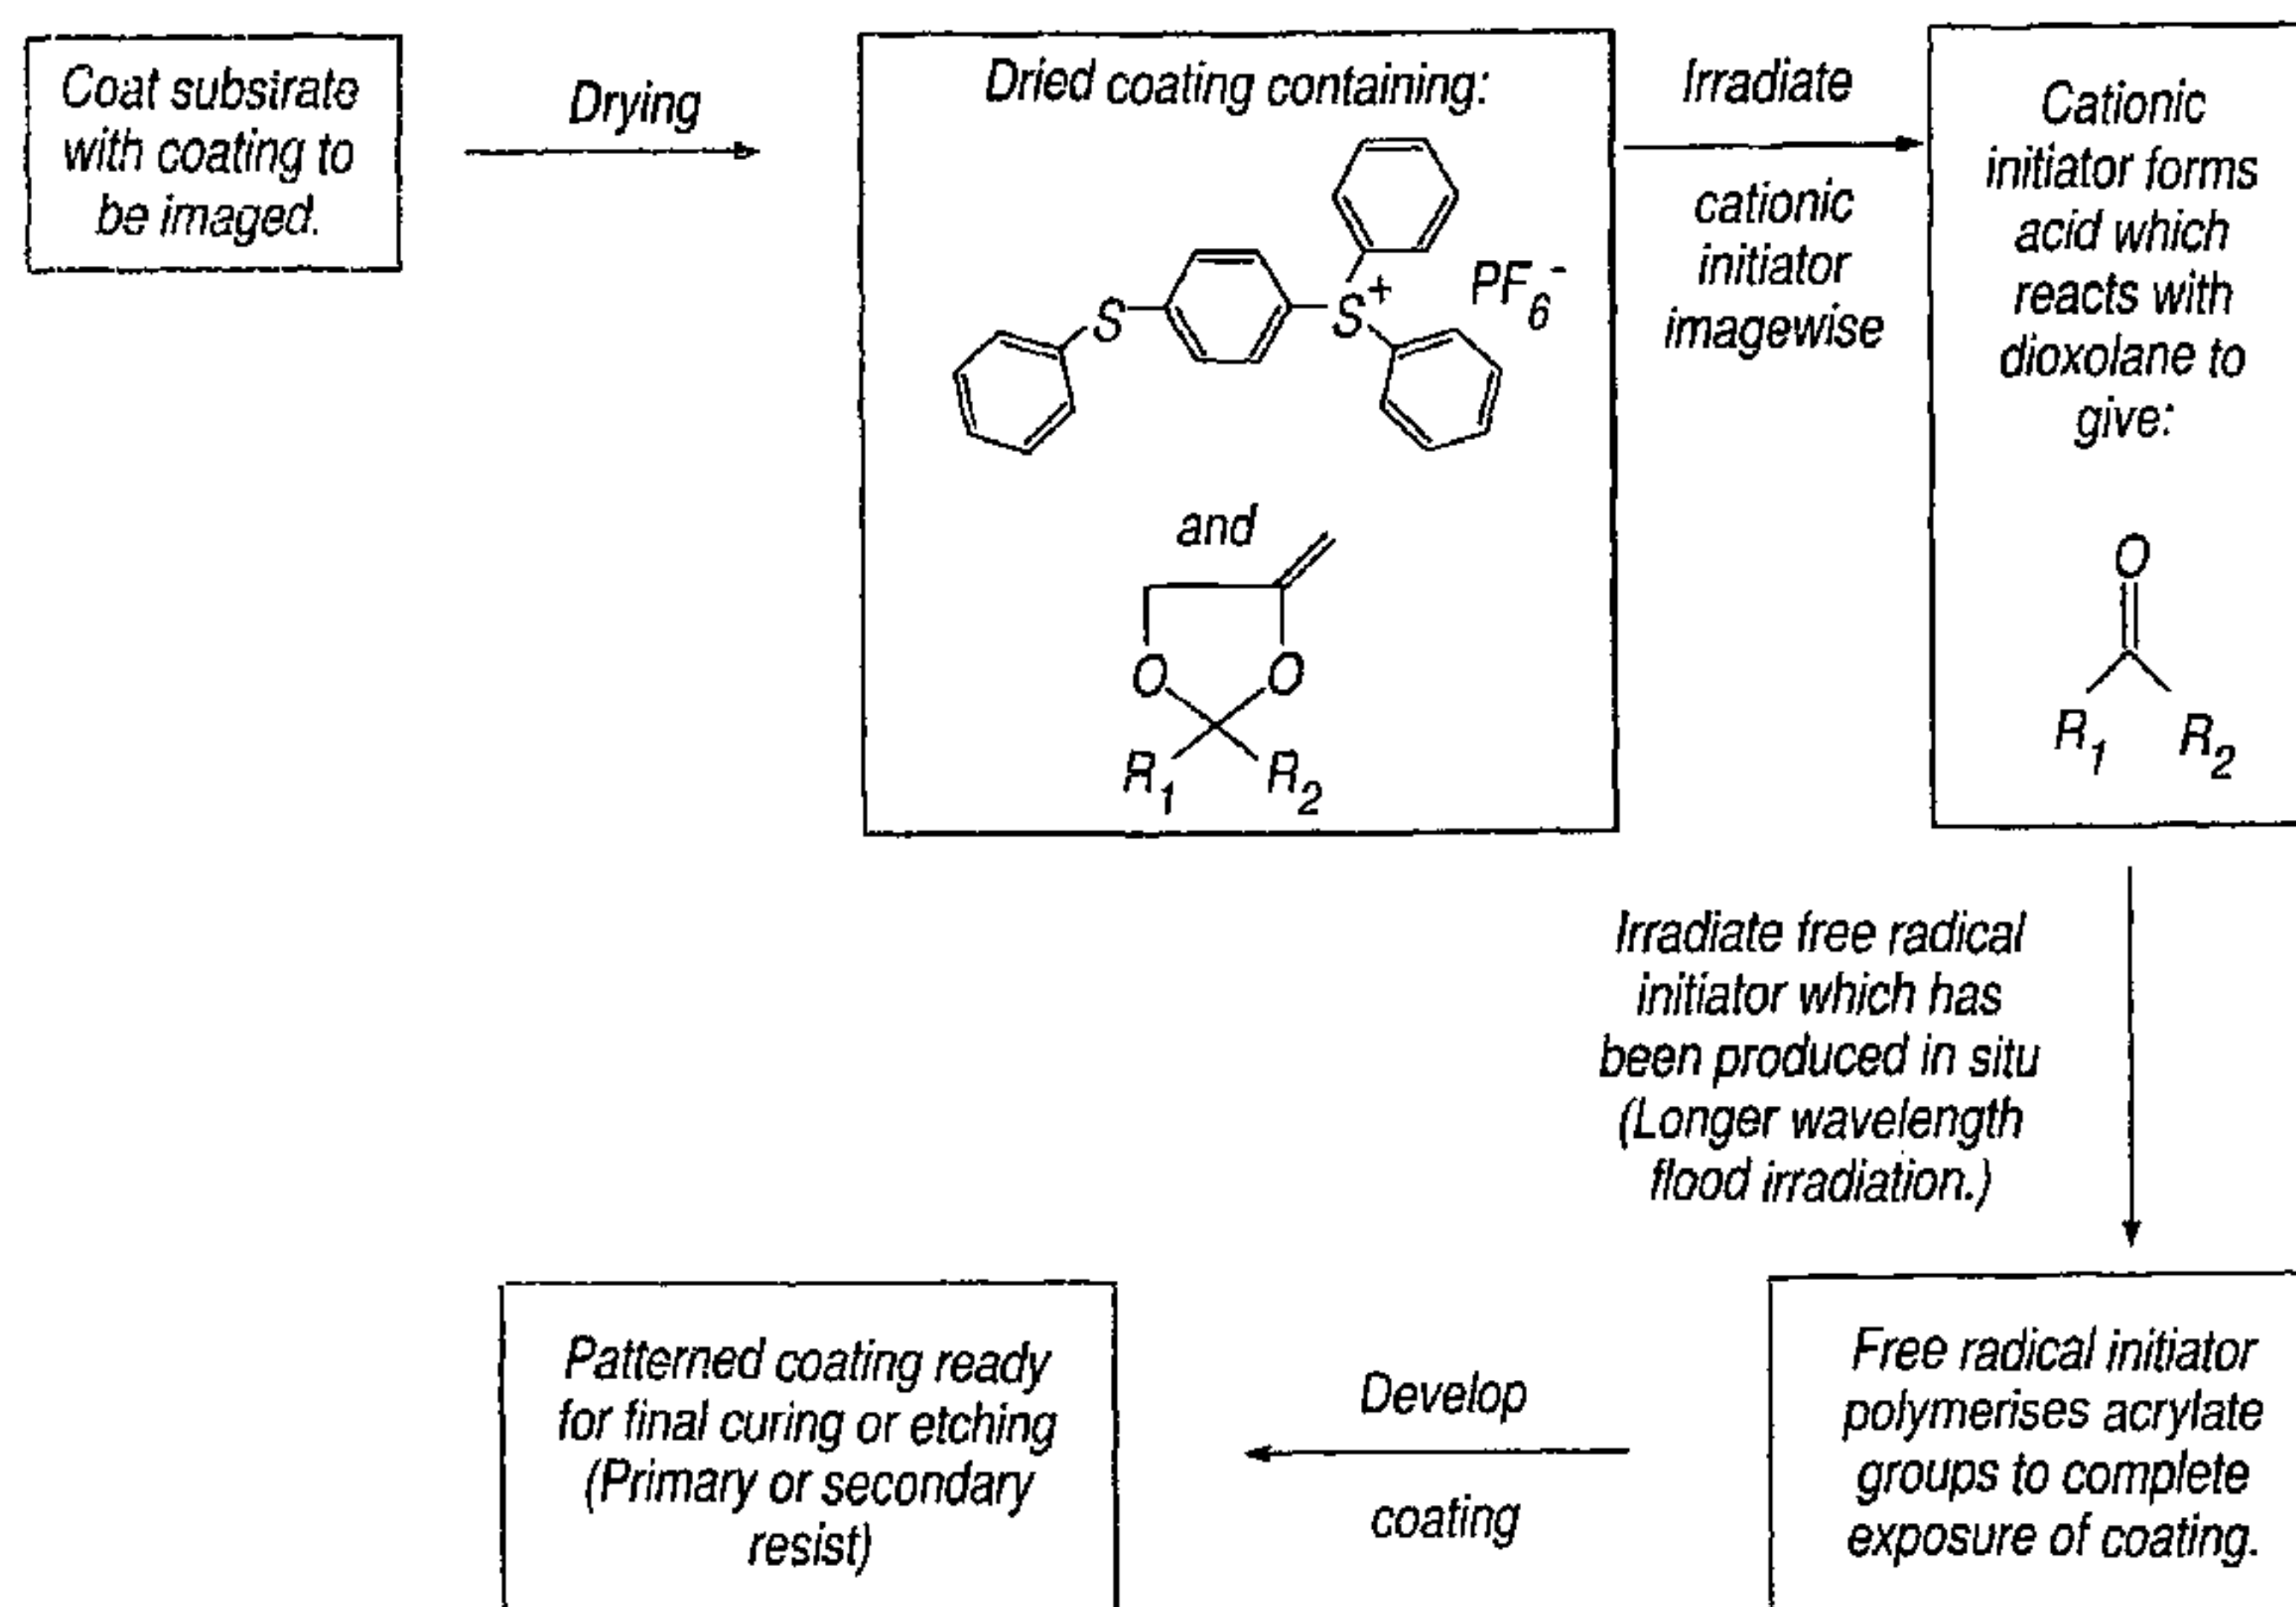 Coat substrate
with coating to
be imaged.
Drying
Dried coating containing:
S
S+
PF6-
and
O
O
R1
R2
Irradiate
cationic
initiator
imagewise
Cationic
initiator forms
acid which
reacts with
dioxolane to
give:
O
R1
R2
Irradiate free radical
initiator which has
been produced in situ
(Longer wavelength
flood irradiation.)
Free radical initiator
polymerises acrylate
groups to complete
exposure of coating.
Develop
coating
Patterned coating ready
for final curing or etching
(Primary or secondary
resist)